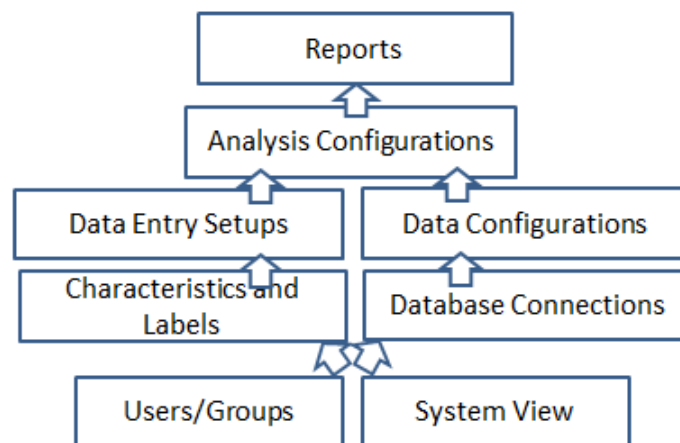 Reports
Analysis Configurations
Data Entry Setups
Data Configurations
Characteristics and
Labels
Database Connections
Users/Groups
System View